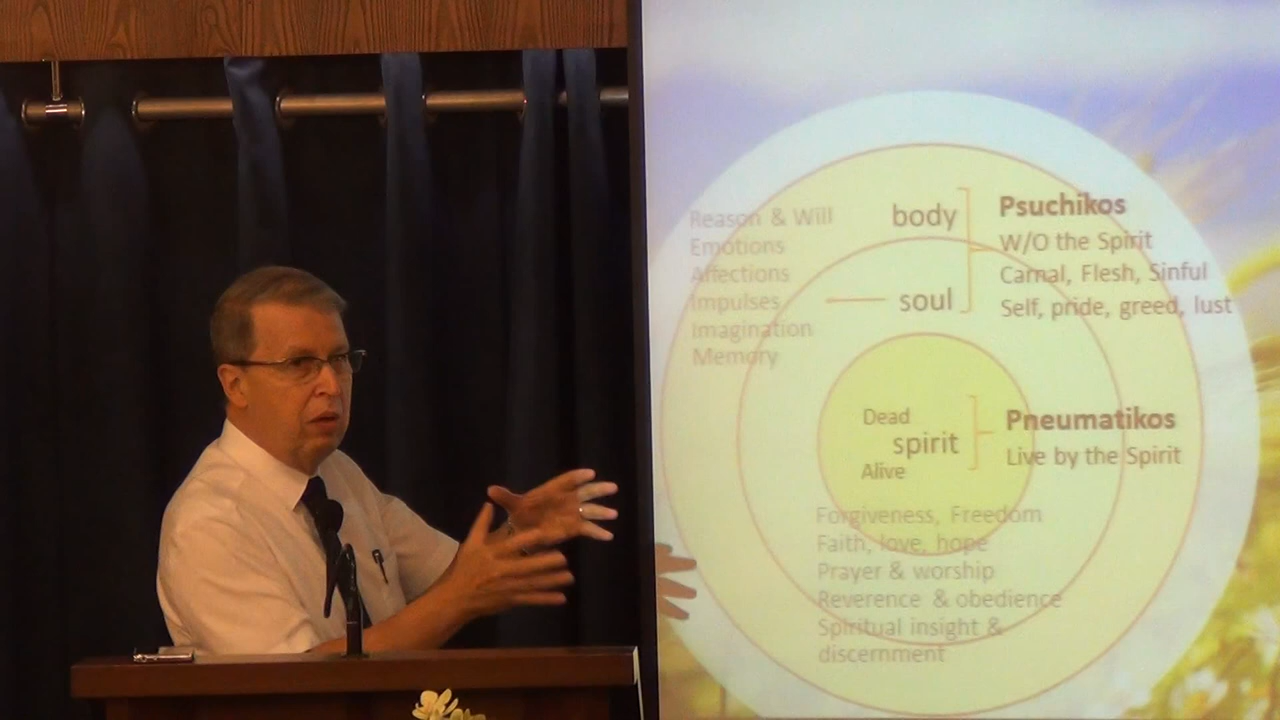 Reason & Will
Emotions
Affections
Impulses
Imagination
Memory
body
soul
Psuchikos
W/O the Spirit
Carnal, Flesh, Sinful
Self, pride, greed, lust
Dead
spirit
Alive
Pneumatikos
Live by the Spirit
Forgiveness, Freedom
Faith, love, hope
Prayer & worship
Reverence & obedience
Spiritual insight &
discernment